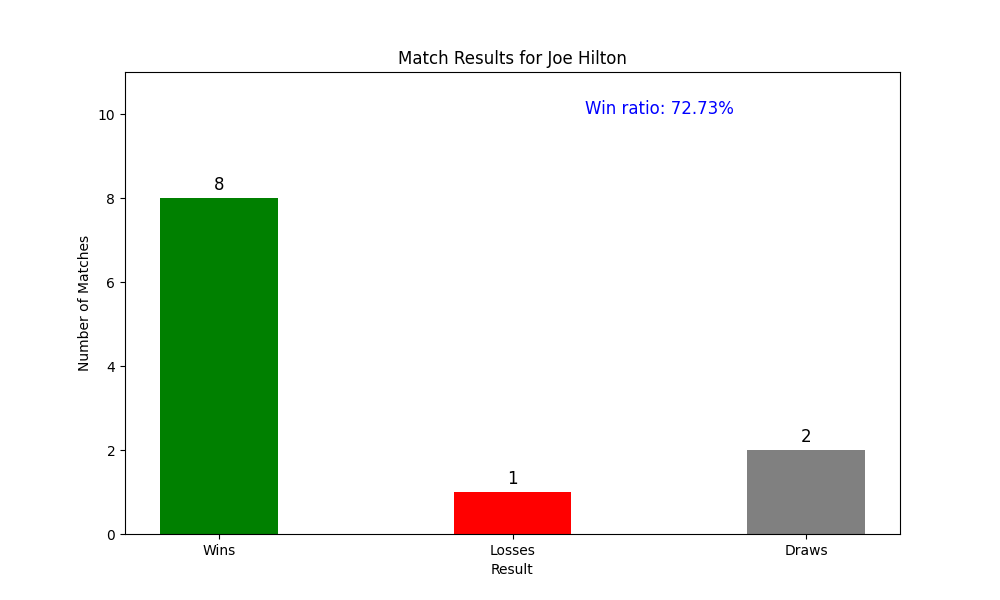 Match Results for Joe Hilton
Win ratio: 72.73%
10
8
6
4
2
0
Number of Matches
8
1
2
Wins
Losses
Draws
Result